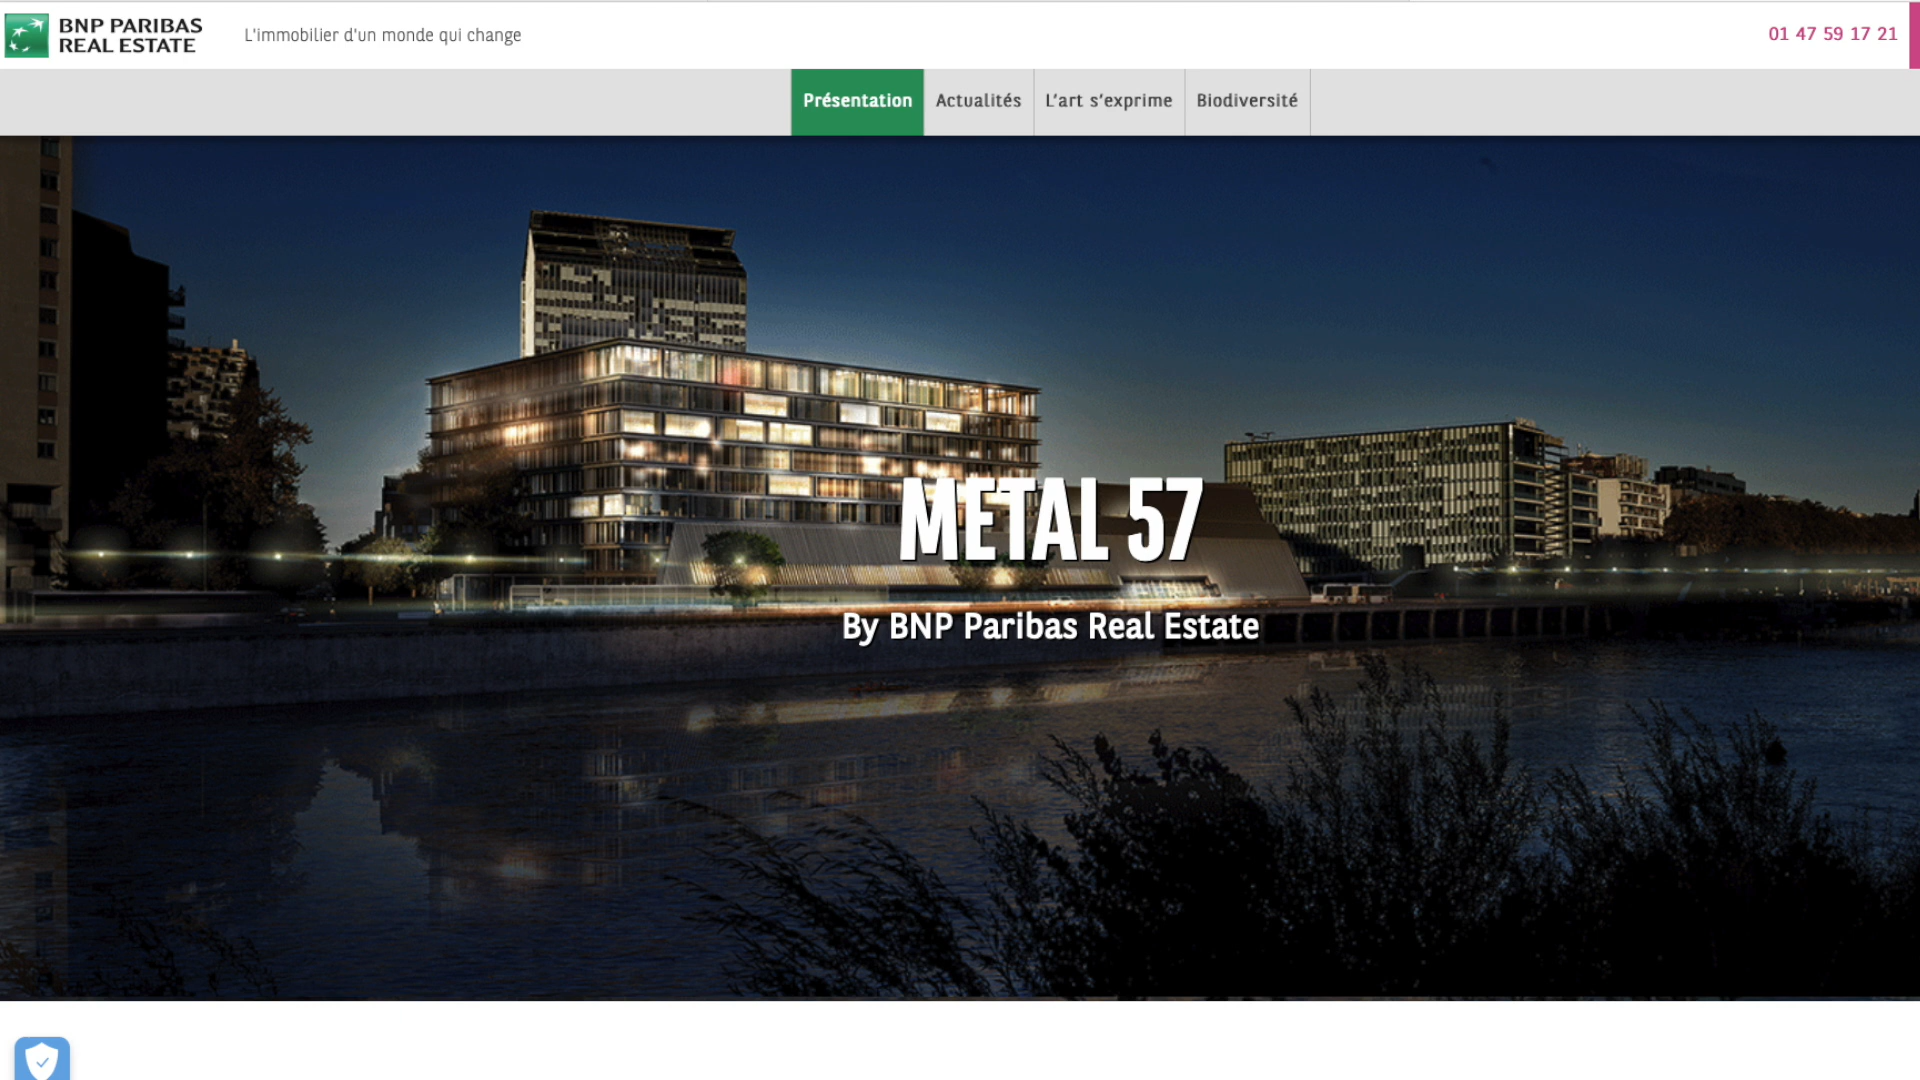 BNP PARIBAS
REAL ESTATE
L'immobilier d'un monde qui change
01 47 59 17 21
Présentation
Actualités
L’art s’exprime
Biodiversité
METAL 57
By BNP Paribas Real Estate